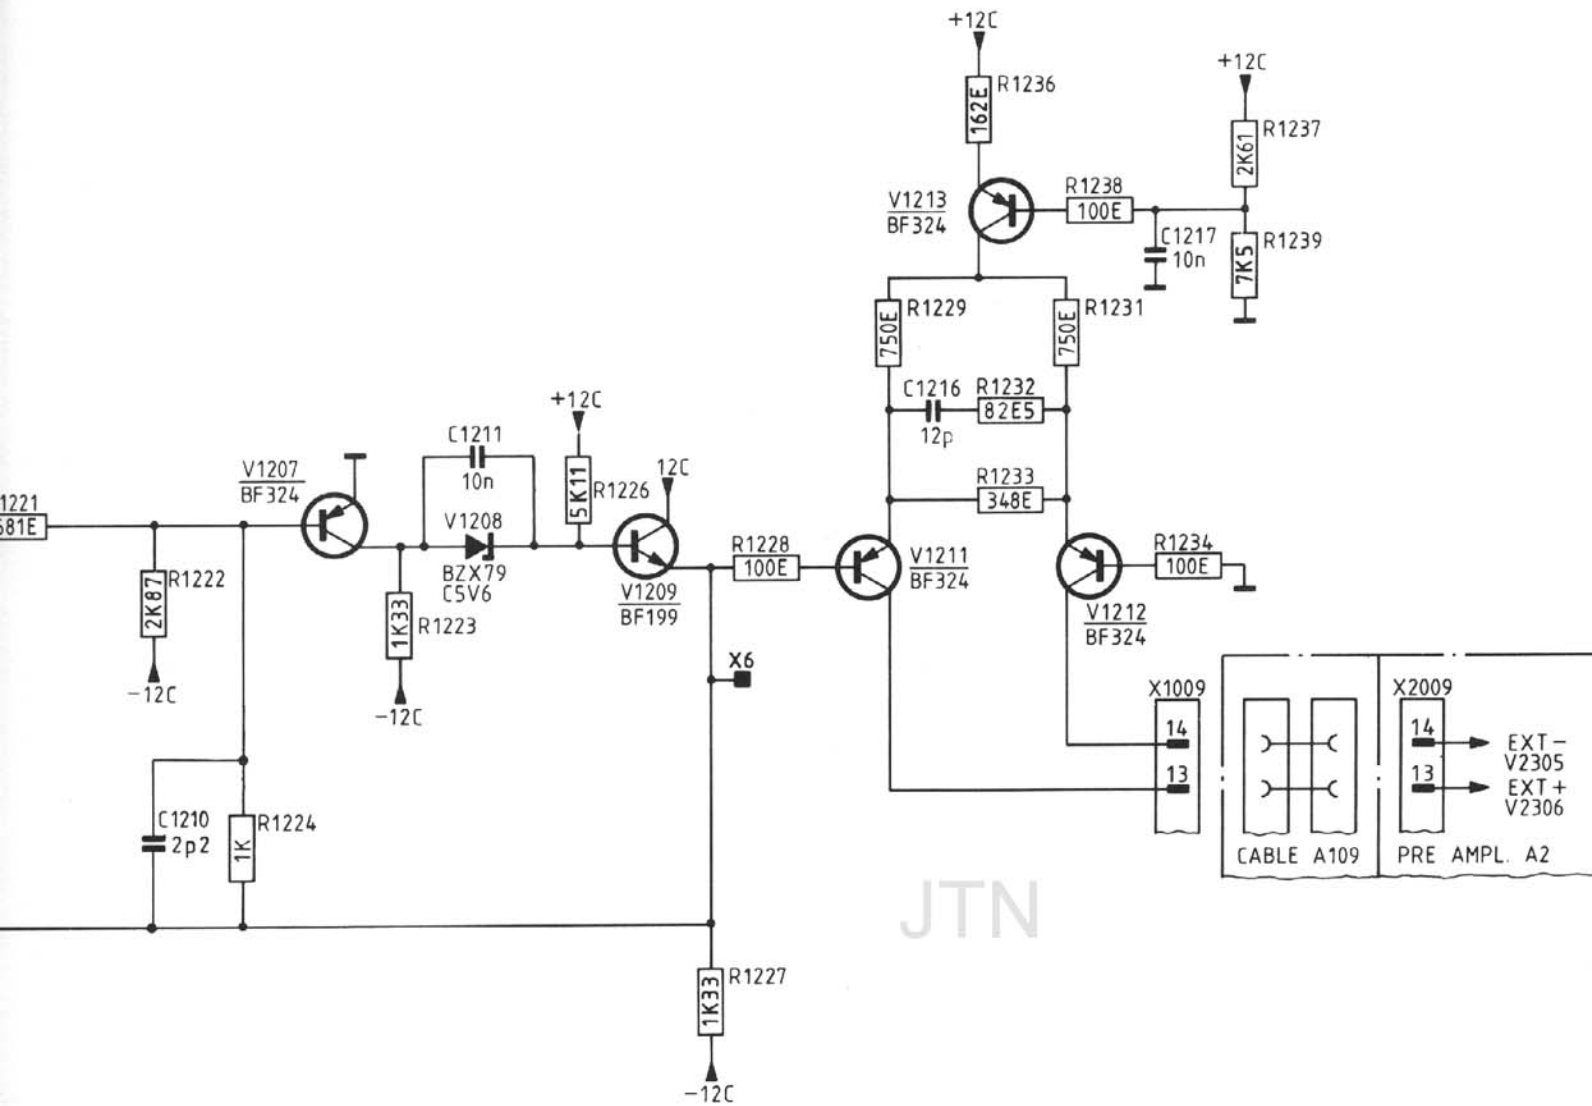 +12C
R1236
162E
+12C
R1237
2K61
V1213
BF324
R1238
100E
C1217
10n
R1239
7K5
R1229
750E
R1231
750E
C1216
12p
R1232
82E5
R1233
348E
+12C
C1211
10n
5K11
R1226
12C
V1207
BF324
1221
681E
V1208
BZX79
C5V6
R1222
2K87
-12C
R1223
1K33
-12C
V1209
BF199
R1228
100E
V1211
BF324
R1234
100E
V1212
BF324
X6
X1009
14
13
X2009
14
13
EXT-
V2305
EXT+
V2306
CABLE A109
PRE AMPL. A2
C1210
2p2
R1224
1K
JTN
R1227
1K33
-12C